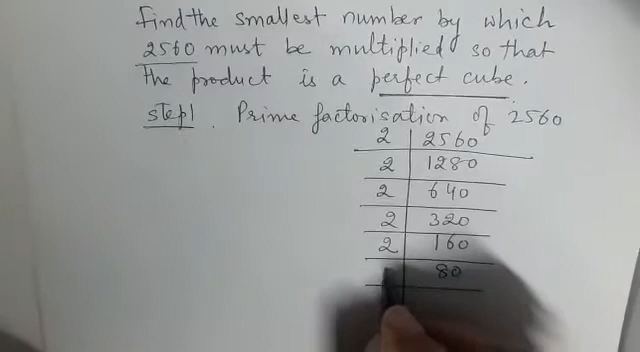 Find the smallest number by which
2560 must be multiplied so that
the product is a perfect cube.
step1. Prime factorisation of 2560
2 | 2560
2 | 1280
2 | 640
2 | 320
2 | 160
80